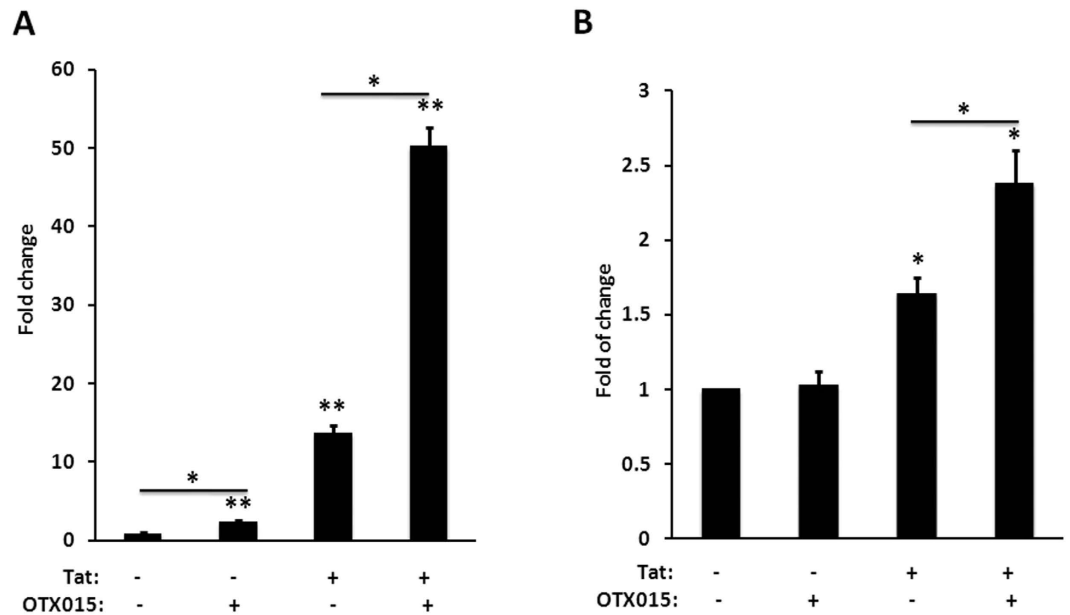 A
60
50
40
30
20
10
0
Fold change
*
**
**
*
**
Tat: - - + +
OTX015: - + - +
B
3
2.5
2
1.5
1
0.5
0
Fold of change
*
*
*
Tat: - - + +
OTX015: - + - +